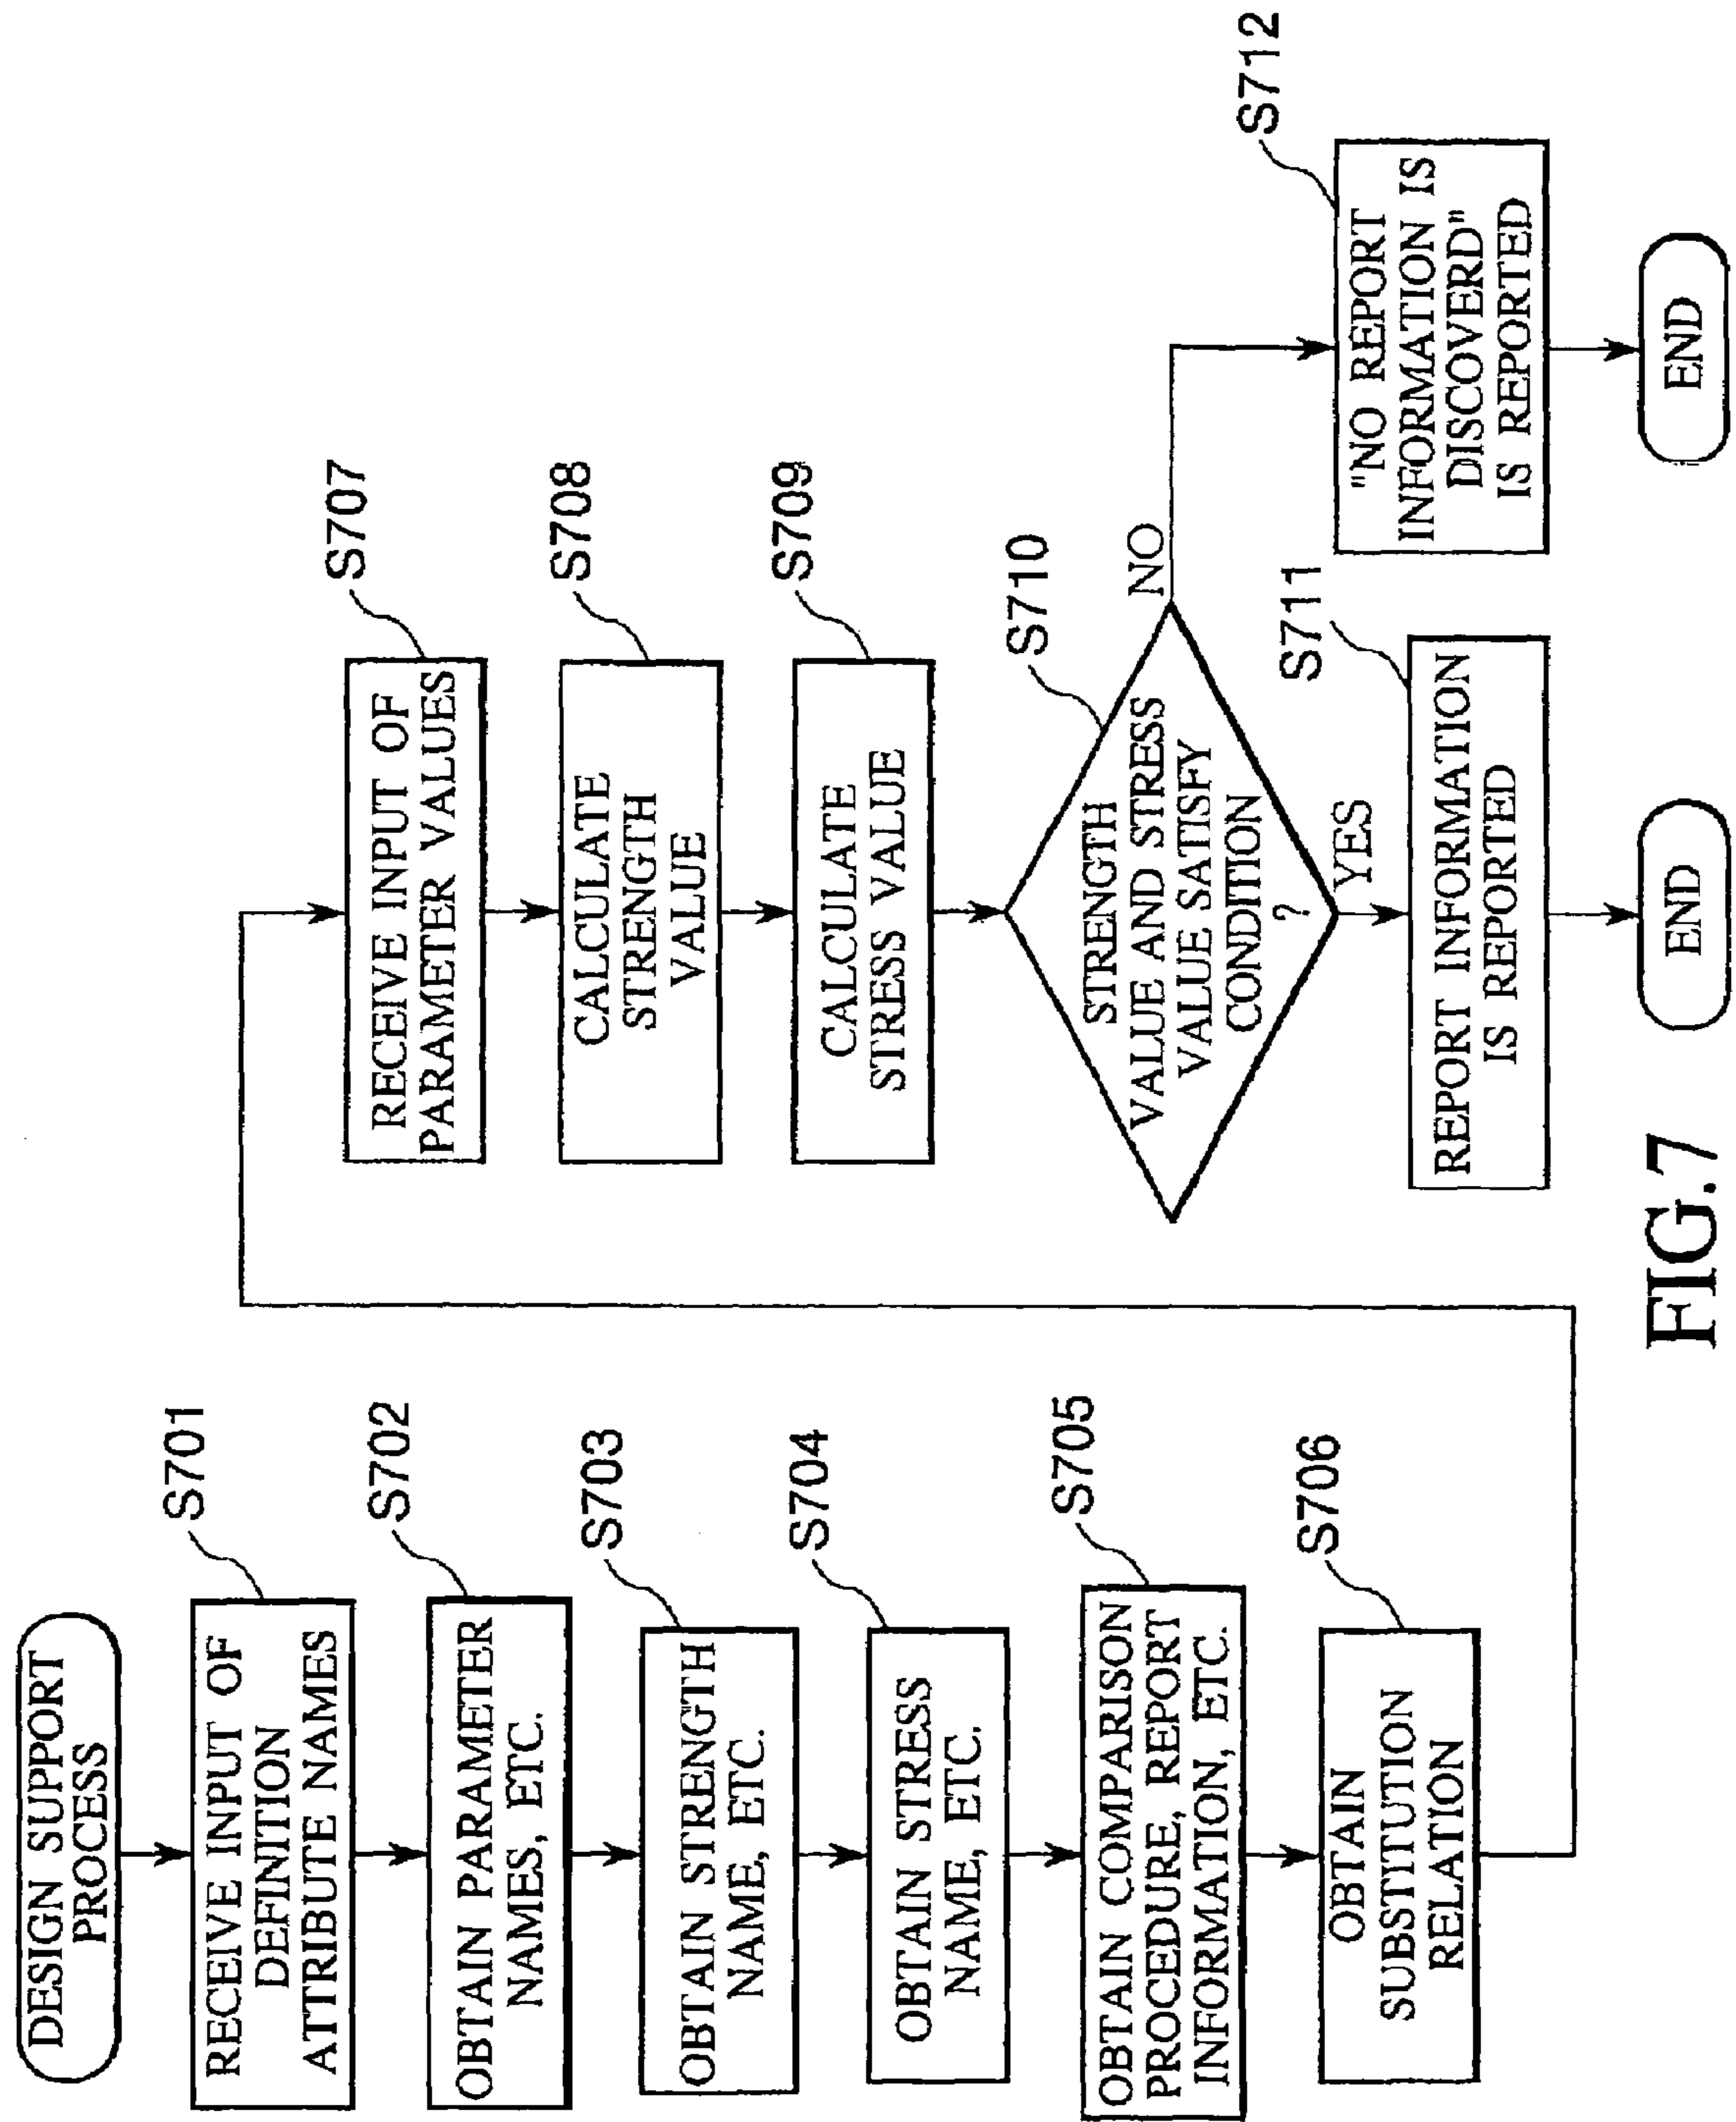 DESIGN SUPPORT
PROCESS
S701
RECEIVE INPUT OF
DEFINITION
ATTRIBUTE NAMES
S702
OBTAIN PARAMETER
NAMES, ETC.
S703
OBTAIN STRENGTH
NAME, ETC.
S704
OBTAIN STRESS
NAME, ETC.
S705
OBTAIN COMPARISON
PROCEDURE, REPORT
INFORMATION, ETC.
S706
OBTAIN
SUBSTITUTION
RELATION
S707
RECEIVE INPUT OF
PARAMETER VALUES
S708
CALCULATE
STRENGTH
VALUE
S709
CALCULATE
STRESS VALUE
S710
STRENGTH
VALUE AND STRESS
VALUE SATISFY
CONDITION
?
NO
YES
S711
REPORT INFORMATION
IS REPORTED
END
S712
"NO REPORT
INFORMATION IS
DISCOVERD"
IS REPORTED
END
FIG.7